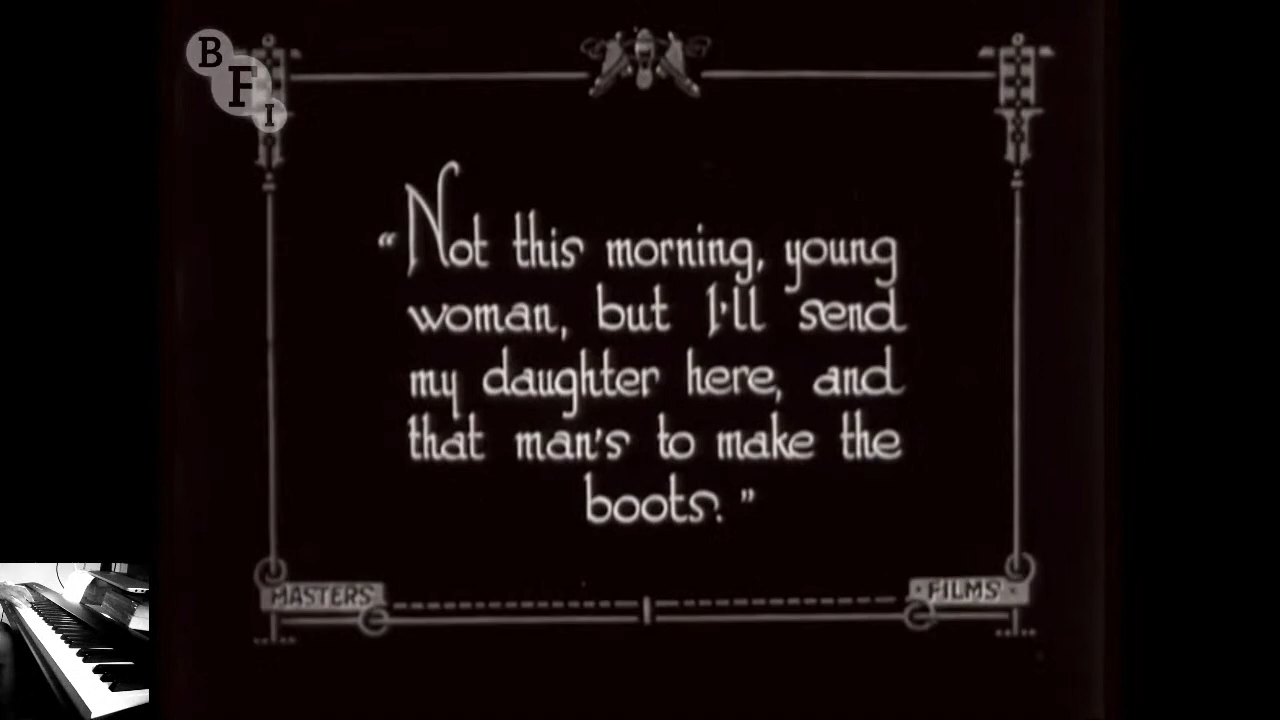 BFI
“Not this morning, young
woman, but I'll send
my daughter here, and
that man's to make the
boots.”
MASTERS
FILMS